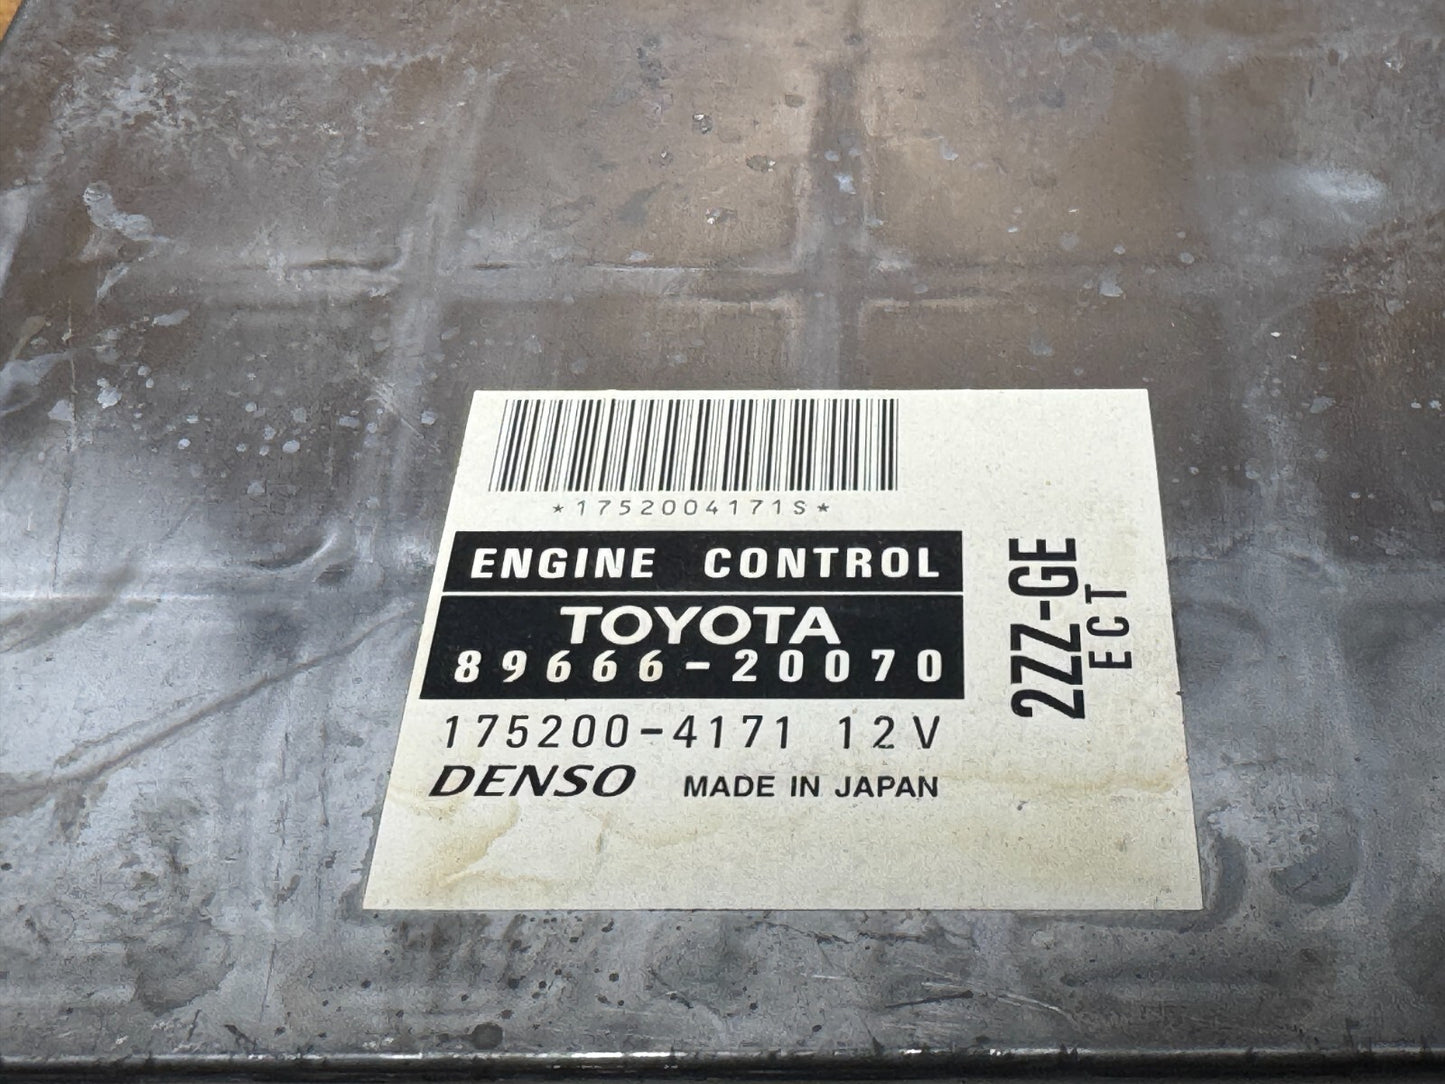 *1752004171S*
ENGINE CONTROL
TOYOTA
89666-20070
175200-4171 12V
DENSO MADE IN JAPAN
2ZZ-GE
ECT